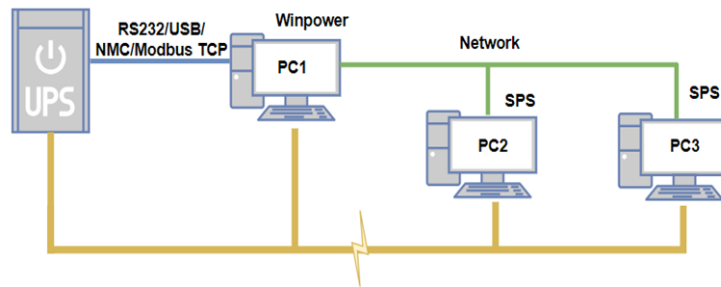 RS232/USB/
NMC/Modbus TCP
Winpower
Network
SPS
SPS
UPS
PC1
PC2
PC3